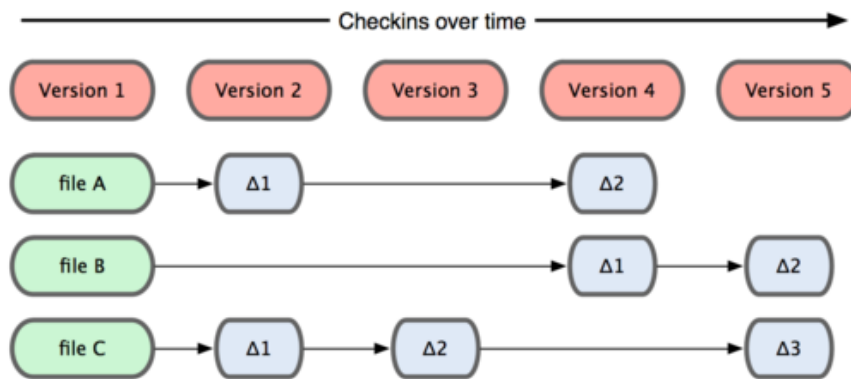 Checkins over time
Version 1 Version 2 Version 3 Version 4 Version 5
file A Δ1 Δ2
file B Δ1 Δ2
file C Δ1 Δ2 Δ3